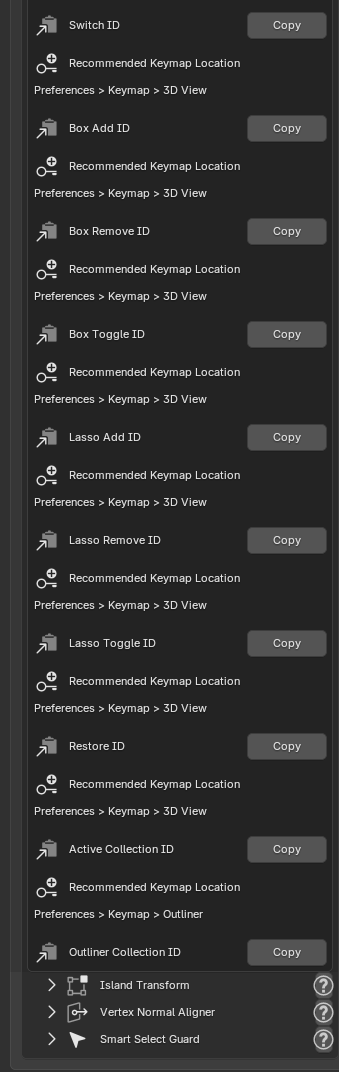 Switch ID Copy
Recommended Keymap Location
Preferences > Keymap > 3D View
Box Add ID Copy
Recommended Keymap Location
Preferences > Keymap > 3D View
Box Remove ID Copy
Recommended Keymap Location
Preferences > Keymap > 3D View
Box Toggle ID Copy
Recommended Keymap Location
Preferences > Keymap > 3D View
Lasso Add ID Copy
Recommended Keymap Location
Preferences > Keymap > 3D View
Lasso Remove ID Copy
Recommended Keymap Location
Preferences > Keymap > 3D View
Lasso Toggle ID Copy
Recommended Keymap Location
Preferences > Keymap > 3D View
Restore ID Copy
Recommended Keymap Location
Preferences > Keymap > 3D View
Active Collection ID Copy
Recommended Keymap Location
Preferences > Keymap > Outliner
Outliner Collection ID Copy
Island Transform ?
Vertex Normal Aligner ?
Smart Select Guard ?